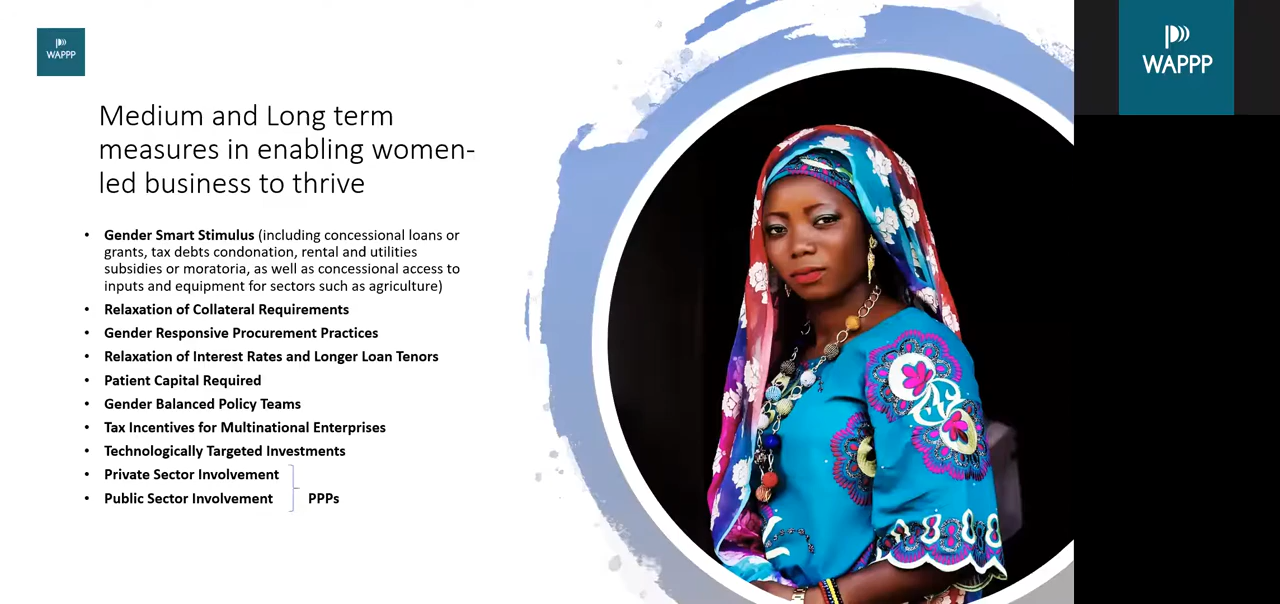 WAPPP
WAPPP
Medium and Long term
measures in enabling women-
led business to thrive
• Gender Smart Stimulus (including concessional loans or
grants, tax debts condonation, rental and utilities
subsidies or moratoria, as well as concessional access to
inputs and equipment for sectors such as agriculture)
• Relaxation of Collateral Requirements
• Gender Responsive Procurement Practices
• Relaxation of Interest Rates and Longer Loan Tenors
• Patient Capital Required
• Gender Balanced Policy Teams
• Tax Incentives for Multinational Enterprises
• Technologically Targeted Investments
• Private Sector Involvement
• Public Sector Involvement PPPs